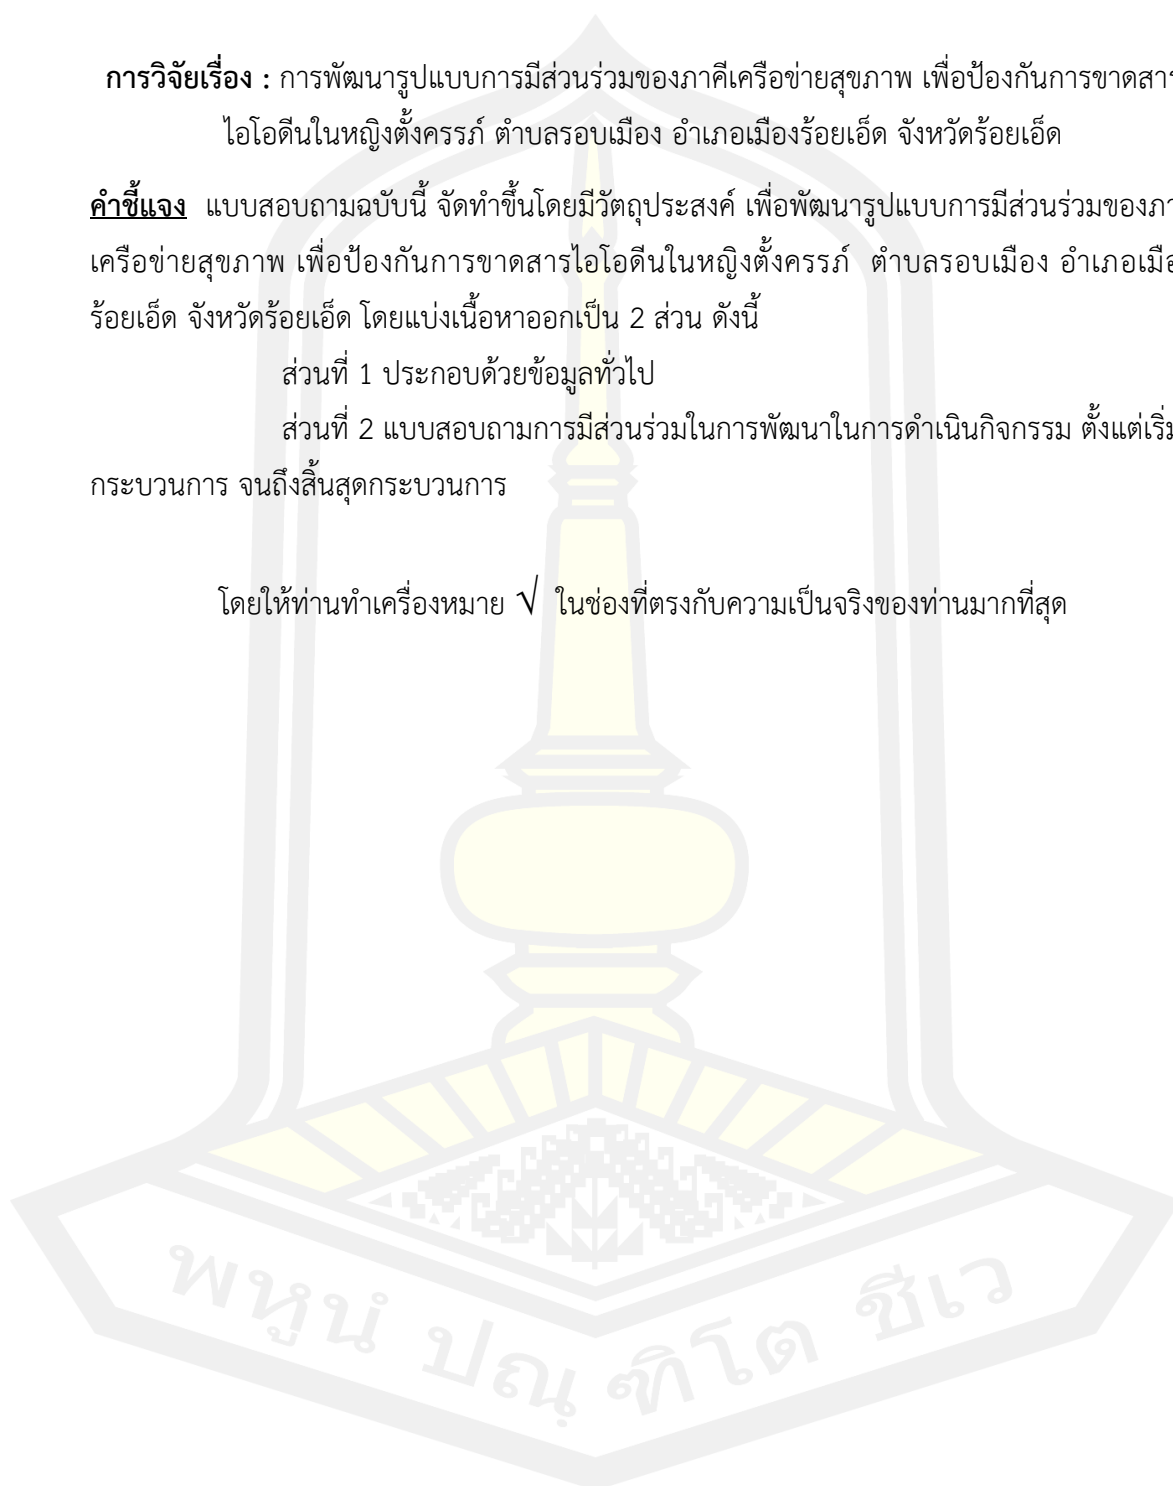 การวิจัยเรื่อง : การพัฒนารูปแบบการมีส่วนร่วมของภาคีเครือข่ายสุขภาพ เพื่อป้องกันการขาดสาร
ไอโอดีนในหญิงตั้งครรภ์ ตำบลรอบเมือง อำเภอเมืองร้อยเอ็ด จังหวัดร้อยเอ็ด
คำชี้แจง แบบสอบถามฉบับนี้ จัดทำขึ้นโดยมีวัตถุประสงค์ เพื่อพัฒนารูปแบบการมีส่วนร่วมของภา
เครือข่ายสุขภาพ เพื่อป้องกันการขาดสารไอโอดีนในหญิงตั้งครรภ์ ตำบลรอบเมือง อำเภอเมือ
ร้อยเอ็ด จังหวัดร้อยเอ็ด โดยแบ่งเนื้อหาออกเป็น 2 ส่วน ดังนี้
ส่วนที่ 1 ประกอบด้วยข้อมูลทั่วไป
ส่วนที่ 2 แบบสอบถามการมีส่วนร่วมในการพัฒนาในการดำเนินกิจกรรม ตั้งแต่เริ่ม
กระบวนการ จนถึงสิ้นสุดกระบวนการ
โดยให้ท่านทำเครื่องหมาย √ ในช่องที่ตรงกับความเป็นจริงของท่านมากที่สุด
พหูนํ ปณฺ ฑิโต ชีเว